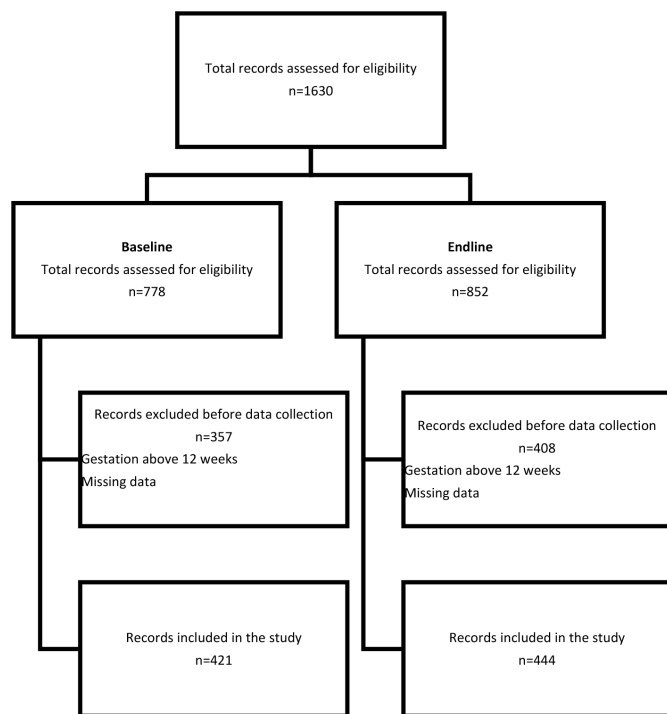 Total records assessed for eligibility
n=1630
Baseline
Total records assessed for eligibility
n=778
Endline
Total records assessed for eligibility
n=852
Records excluded before data collection
n=357
Gestation above 12 weeks
Missing data
Records excluded before data collection
n=408
Gestation above 12 weeks
Missing data
Records included in the study
n=421
Records included in the study
n=444